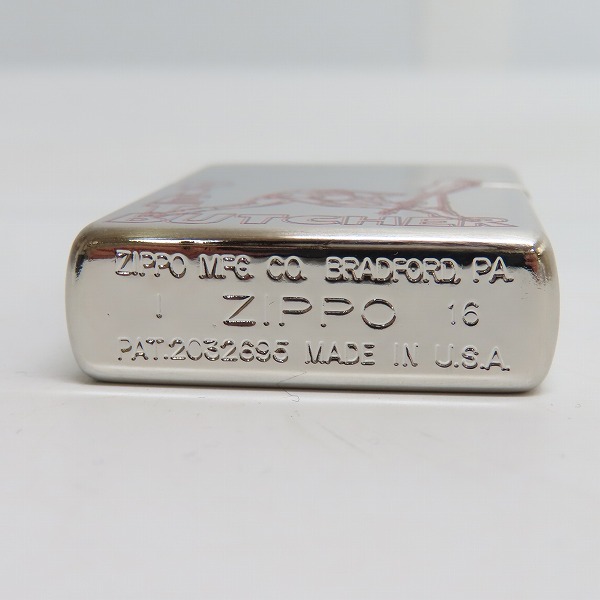 BUTCHER
ZIPPO MFG. CO. BRADFORD, PA.
I ZIPPO 16
PAT.2032695 MADE IN U.S.A.